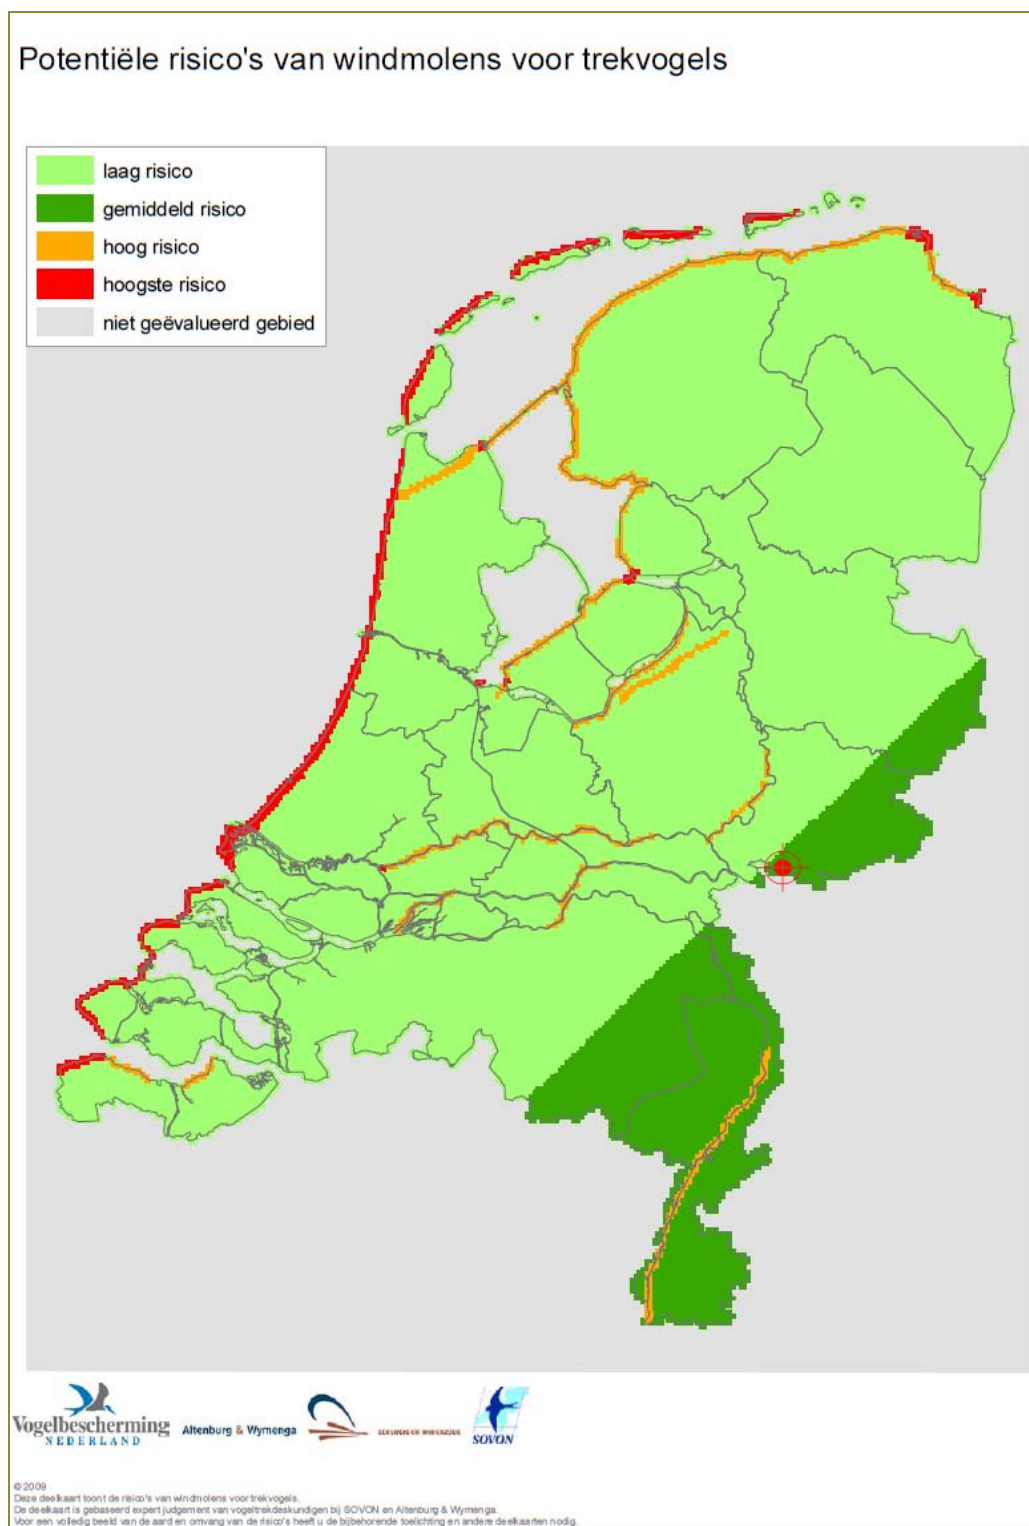 Potentiële risico's van windmolens voor trekvogels
laag risico
gemiddeld risico
hoog risico
hoogste risico
niet geëvalueerd gebied
Vogelbescherming
NEDERLAND
Altenburg & Wymenga
ECOLOGISCH ONDERZOEK
SOVON
© 2009
Deze deelkaart toont de risico's van windmolens voor trekvogels.
De deelkaart is gebaseerd expert judgement van vogeltrekdeskundigen bij SOVON en Altenburg & Wymenga.
Voor een volledig beeld van de aard en omvang van de risico's heeft u de bijbehorende toelichting en andere deelkaarten nodig.